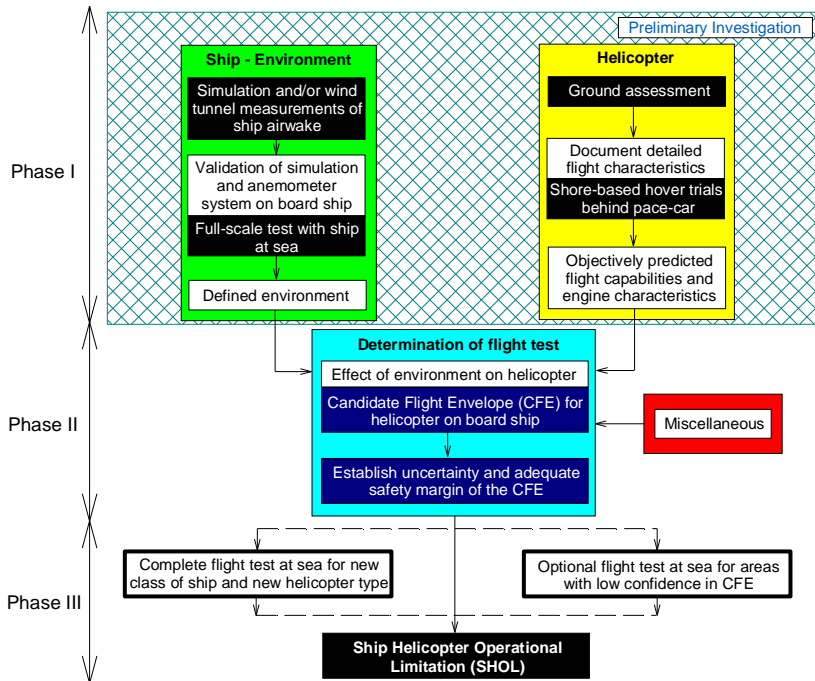 Preliminary Investigation
Phase I
Ship - Environment
Simulation and/or wind
tunnel measurements of
ship airwake
Validation of simulation
and anemometer
system on board ship
Full-scale test with ship
at sea
Defined environment
Helicopter
Ground assessment
Document detailed
flight characteristics
Shore-based hover trials
behind pace-car
Objectively predicted
flight capabilities and
engine characteristics
Phase II
Determination of flight test
Effect of environment on helicopter
Candidate Flight Envelope (CFE) for
helicopter on board ship
Establish uncertainty and adequate
safety margin of the CFE
Miscellaneous
Phase III
Complete flight test at sea for new
class of ship and new helicopter type
Optional flight test at sea for areas
with low confidence in CFE
Ship Helicopter Operational
Limitation (SHOL)